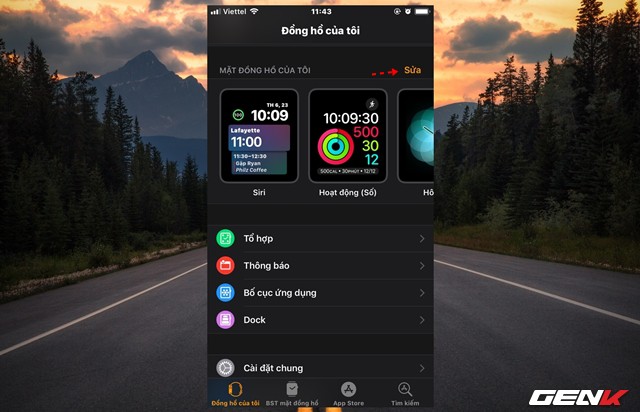 Viettel 11:43
Đồng hồ của tôi
MẶT ĐỒNG HỒ CỦA TÔI Sửa
100 TH 6, 23
10:09
Lafayette
11:00
11:30–12:30
Gặp Ryan
Philz Coffee
10:09:30
500
30
12
500CAL • 30PHÚT • 12/12
Siri
Hoạt động (Số)
Hô
Tổ hợp
Thông báo
Bố cục ứng dụng
Dock
Cài đặt chung
Đồng hồ của tôi BST mặt đồng hồ App Store Tìm kiếm
GENK